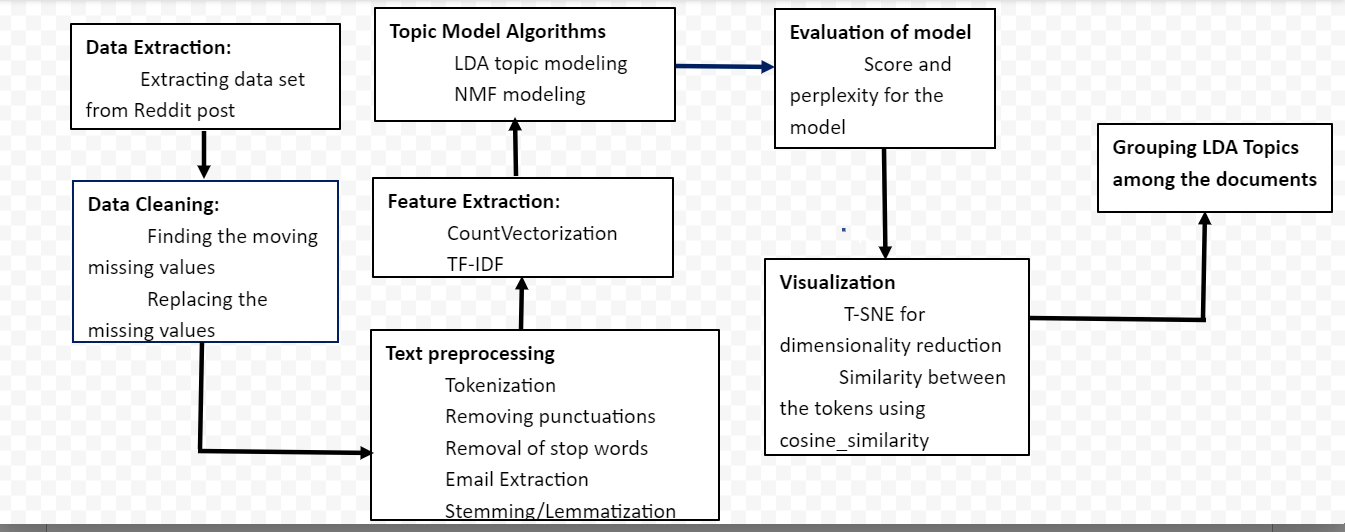 Data Extraction:
Extracting data set
from Reddit post
Data Cleaning:
Finding the moving
missing values
Replacing the
missing values
Text preprocessing
Tokenization
Removing punctuations
Removal of stop words
Email Extraction
Stemming/Lemmatization
Feature Extraction:
CountVectorization
TF-IDF
Topic Model Algorithms
LDA topic modeling
NMF modeling
Evaluation of model
Score and
perplexity for the
model
Visualization
T-SNE for
dimensionality reduction
Similarity between
the tokens using
cosine_similarity
Grouping LDA Topics
among the documents